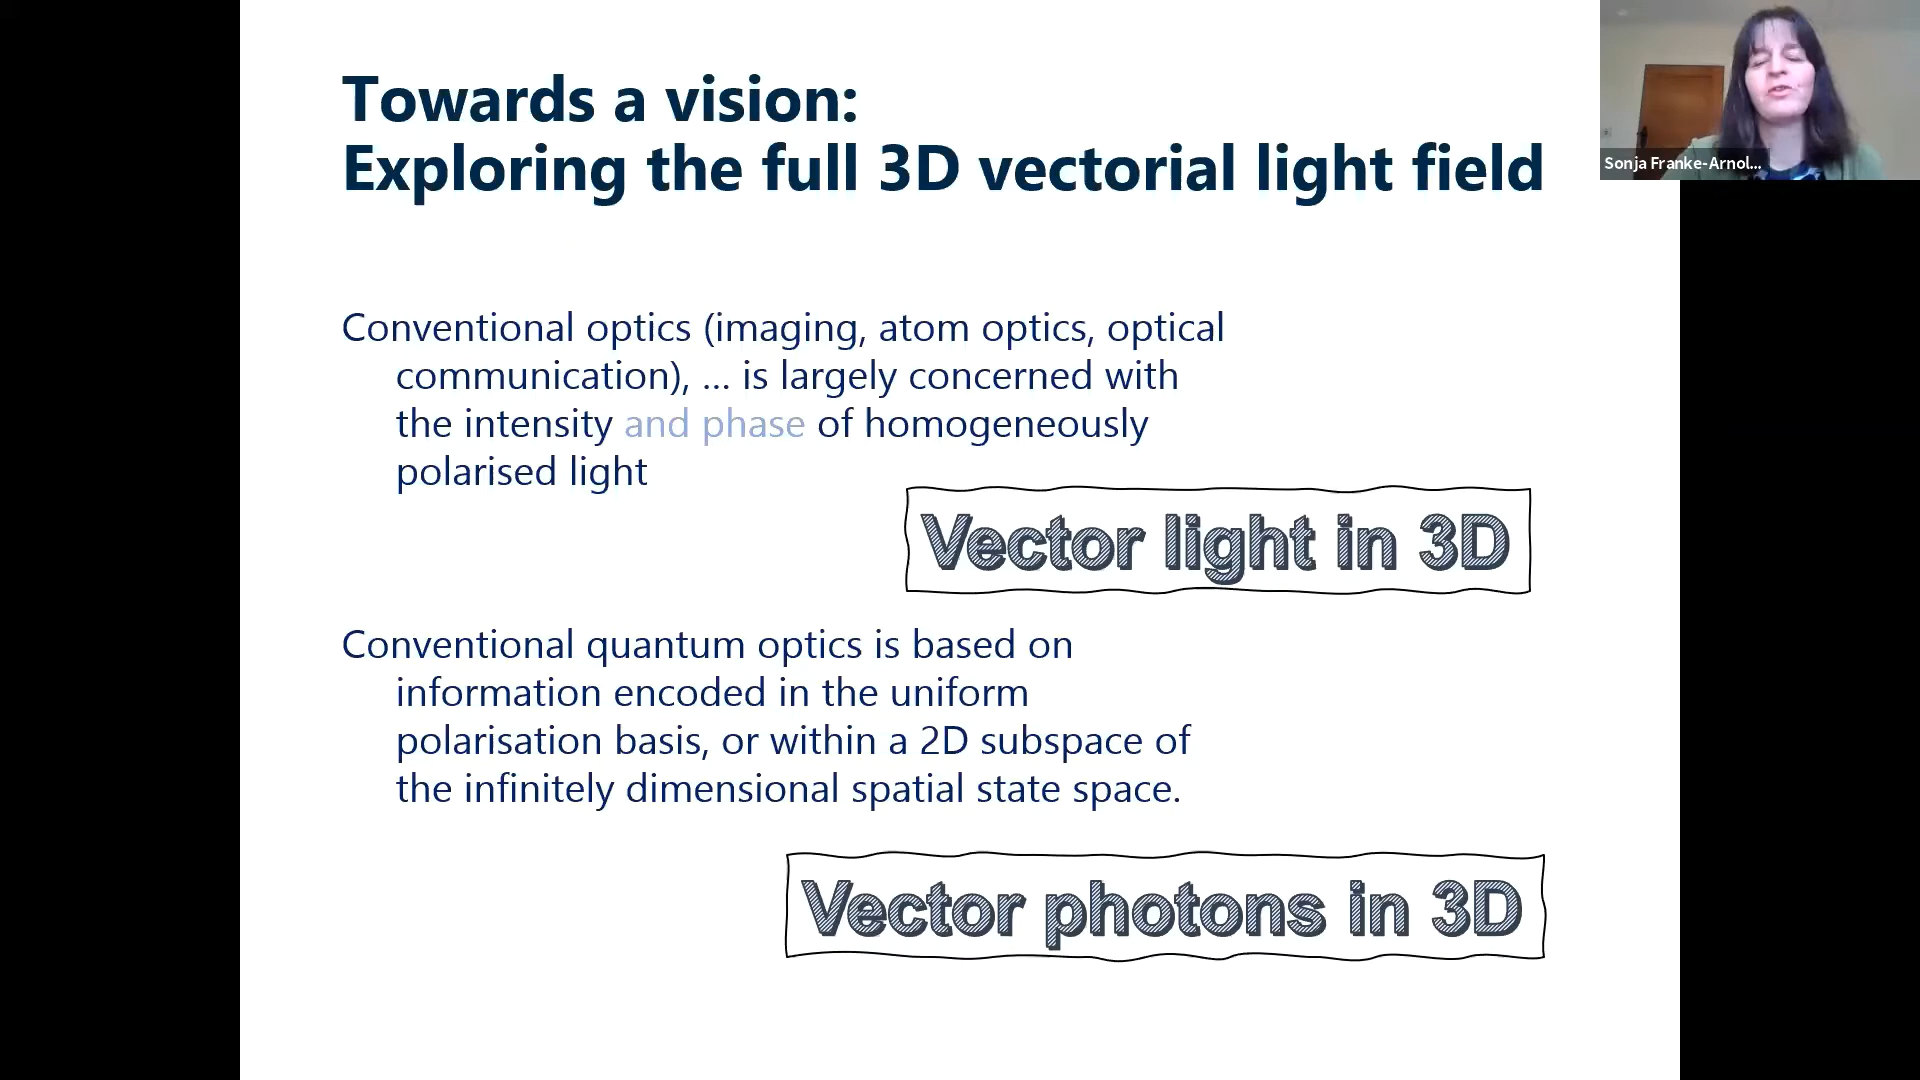 Towards a vision:
Exploring the full 3D vectorial light field
Sonja Franke-Arnol...
Conventional optics (imaging, atom optics, optical
communication), ... is largely concerned with
the intensity and phase of homogeneously
polarised light
Vector light in 3D
Conventional quantum optics is based on
information encoded in the uniform
polarisation basis, or within a 2D subspace of
the infinitely dimensional spatial state space.
Vector photons in 3D